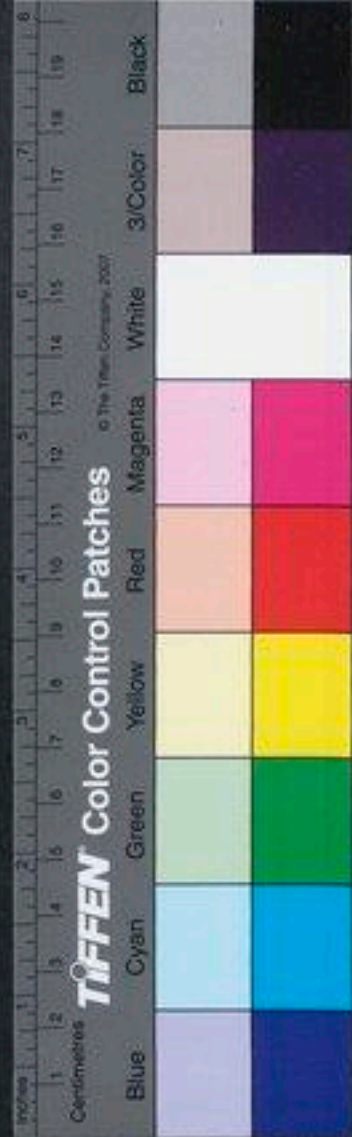 Inches 1 2 3 4 5 6 7 8
Centimetres 1 2 3 4 5 6 7 8 9 10 11 12 13 14 15 16 17 18 19
TIFFEN® Color Control Patches © The Tiffen Company, 2007
Blue Cyan Green Yellow Red Magenta White 3/Color Black